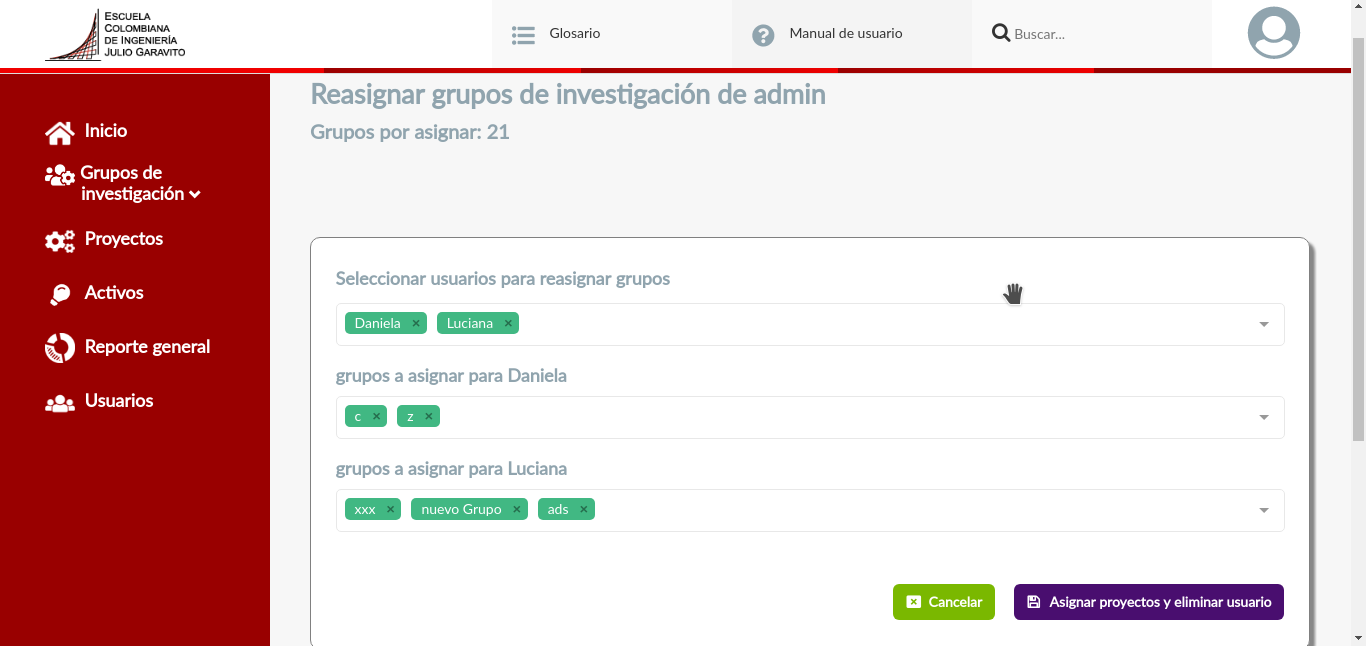 ESCUELA
COLOMBIANA
DE INGENIERÍA
JULIO GARAVITO
Glosario
Manual de usuario
Buscar...
Inicio
Grupos de
investigación
Proyectos
Activos
Reporte general
Usuarios
Reasignar grupos de investigación de admin
Grupos por asignar: 21
Seleccionar usuarios para reasignar grupos
Daniela × Luciana ×
grupos a asignar para Daniela
c × z ×
grupos a asignar para Luciana
xxx × nuevo Grupo × ads ×
Cancelar
Asignar proyectos y eliminar usuario